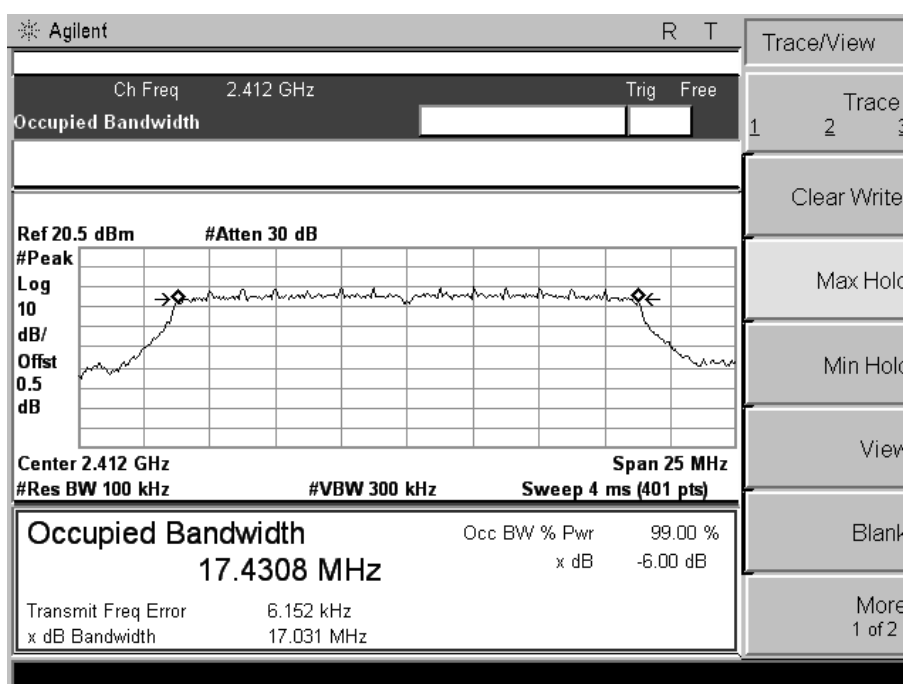 Agilent R T
Ch Freq 2.412 GHz Trig Free
Occupied Bandwidth
Ref 20.5 dBm #Atten 30 dB
#Peak
Log
10
dB/
Offst
0.5
dB
Center 2.412 GHz Span 25 MHz
#Res BW 100 kHz #VBW 300 kHz Sweep 4 ms (401 pts)
Occupied Bandwidth
17.4308 MHz
Occ BW % Pwr 99.00 %
x dB -6.00 dB
Transmit Freq Error 6.152 kHz
x dB Bandwidth 17.031 MHz
Trace/View
Trace
1 2 3
Clear Write
Max Hold
Min Hold
View
Blank
More
1 of 2